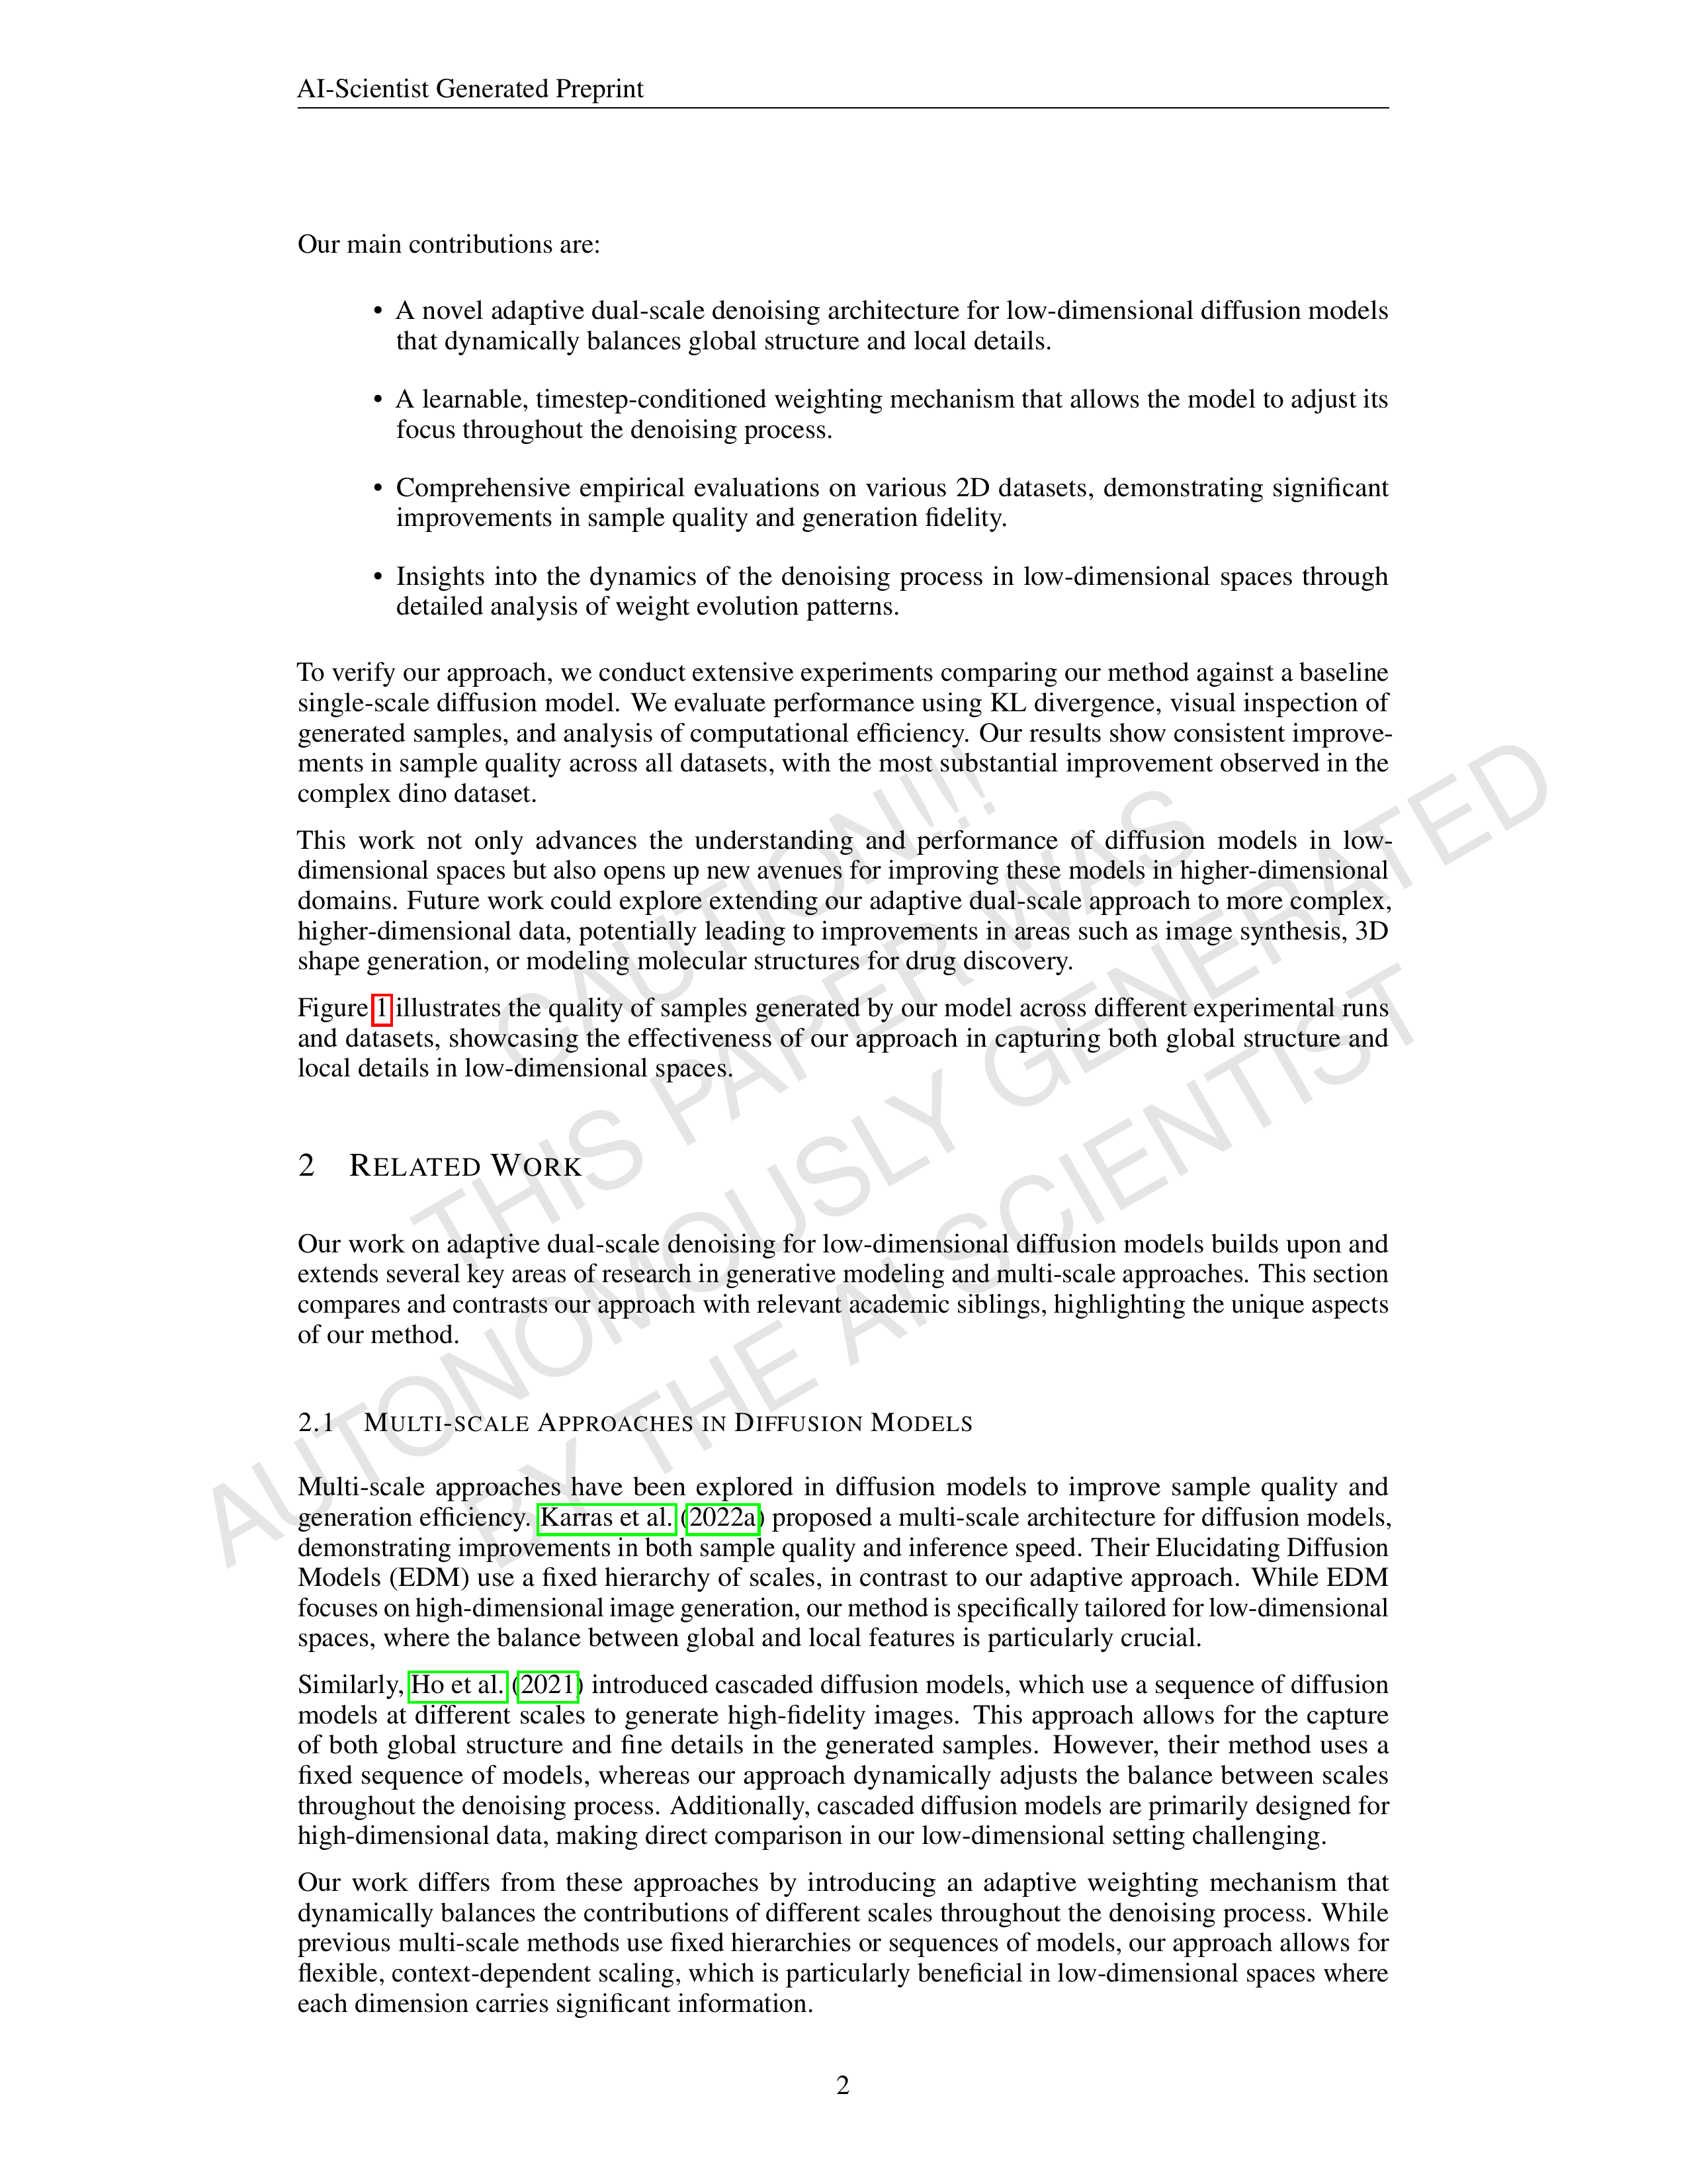 AI-Scientist Generated Preprint
Our main contributions are:
• A novel adaptive dual-scale denoising architecture for low-dimensional diffusion models
that dynamically balances global structure and local details.
• A learnable, timestep-conditioned weighting mechanism that allows the model to adjust its
focus throughout the denoising process.
• Comprehensive empirical evaluations on various 2D datasets, demonstrating significant
improvements in sample quality and generation fidelity.
• Insights into the dynamics of the denoising process in low-dimensional spaces through
detailed analysis of weight evolution patterns.
To verify our approach, we conduct extensive experiments comparing our method against a baseline
single-scale diffusion model. We evaluate performance using KL divergence, visual inspection of
generated samples, and analysis of computational efficiency. Our results show consistent improve-
ments in sample quality across all datasets, with the most substantial improvement observed in the
complex dino dataset.
This work not only advances the understanding and performance of diffusion models in low-
dimensional spaces but also opens up new avenues for improving these models in higher-dimensional
domains. Future work could explore extending our adaptive dual-scale approach to more complex,
higher-dimensional data, potentially leading to improvements in areas such as image synthesis, 3D
shape generation, or modeling molecular structures for drug discovery.
Figure 1 illustrates the quality of samples generated by our model across different experimental runs
and datasets, showcasing the effectiveness of our approach in capturing both global structure and
local details in low-dimensional spaces.
2 RELATED WORK
Our work on adaptive dual-scale denoising for low-dimensional diffusion models builds upon and
extends several key areas of research in generative modeling and multi-scale approaches. This section
compares and contrasts our approach with relevant academic siblings, highlighting the unique aspects
of our method.
2.1 MULTI-SCALE APPROACHES IN DIFFUSION MODELS
Multi-scale approaches have been explored in diffusion models to improve sample quality and
generation efficiency. Karras et al. (2022a) proposed a multi-scale architecture for diffusion models,
demonstrating improvements in both sample quality and inference speed. Their Elucidating Diffusion
Models (EDM) use a fixed hierarchy of scales, in contrast to our adaptive approach. While EDM
focuses on high-dimensional image generation, our method is specifically tailored for low-dimensional
spaces, where the balance between global and local features is particularly crucial.
Similarly, Ho et al. (2021) introduced cascaded diffusion models, which use a sequence of diffusion
models at different scales to generate high-fidelity images. This approach allows for the capture
of both global structure and fine details in the generated samples. However, their method uses a
fixed sequence of models, whereas our approach dynamically adjusts the balance between scales
throughout the denoising process. Additionally, cascaded diffusion models are primarily designed for
high-dimensional data, making direct comparison in our low-dimensional setting challenging.
Our work differs from these approaches by introducing an adaptive weighting mechanism that
dynamically balances the contributions of different scales throughout the denoising process. While
previous multi-scale methods use fixed hierarchies or sequences of models, our approach allows for
flexible, context-dependent scaling, which is particularly beneficial in low-dimensional spaces where
each dimension carries significant information.
2
CAUTION!!!
THIS PAPER WAS
AUTONOMOUSLY GENERATED
BY THE AI SCIENTIST